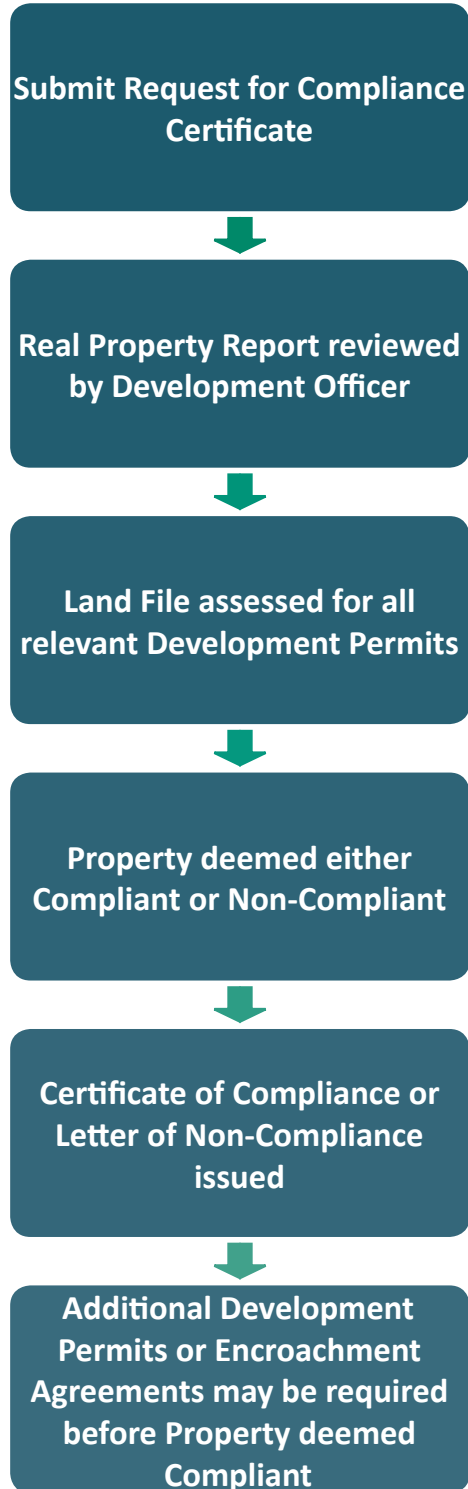 Submit Request for Compliance
Certificate
Real Property Report reviewed
by Development Officer
Land File assessed for all
relevant Development Permits
Property deemed either
Compliant or Non-Compliant
Certificate of Compliance or
Letter of Non-Compliance
issued
Additional Development
Permits or Encroachment
Agreements may be required
before Property deemed
Compliant